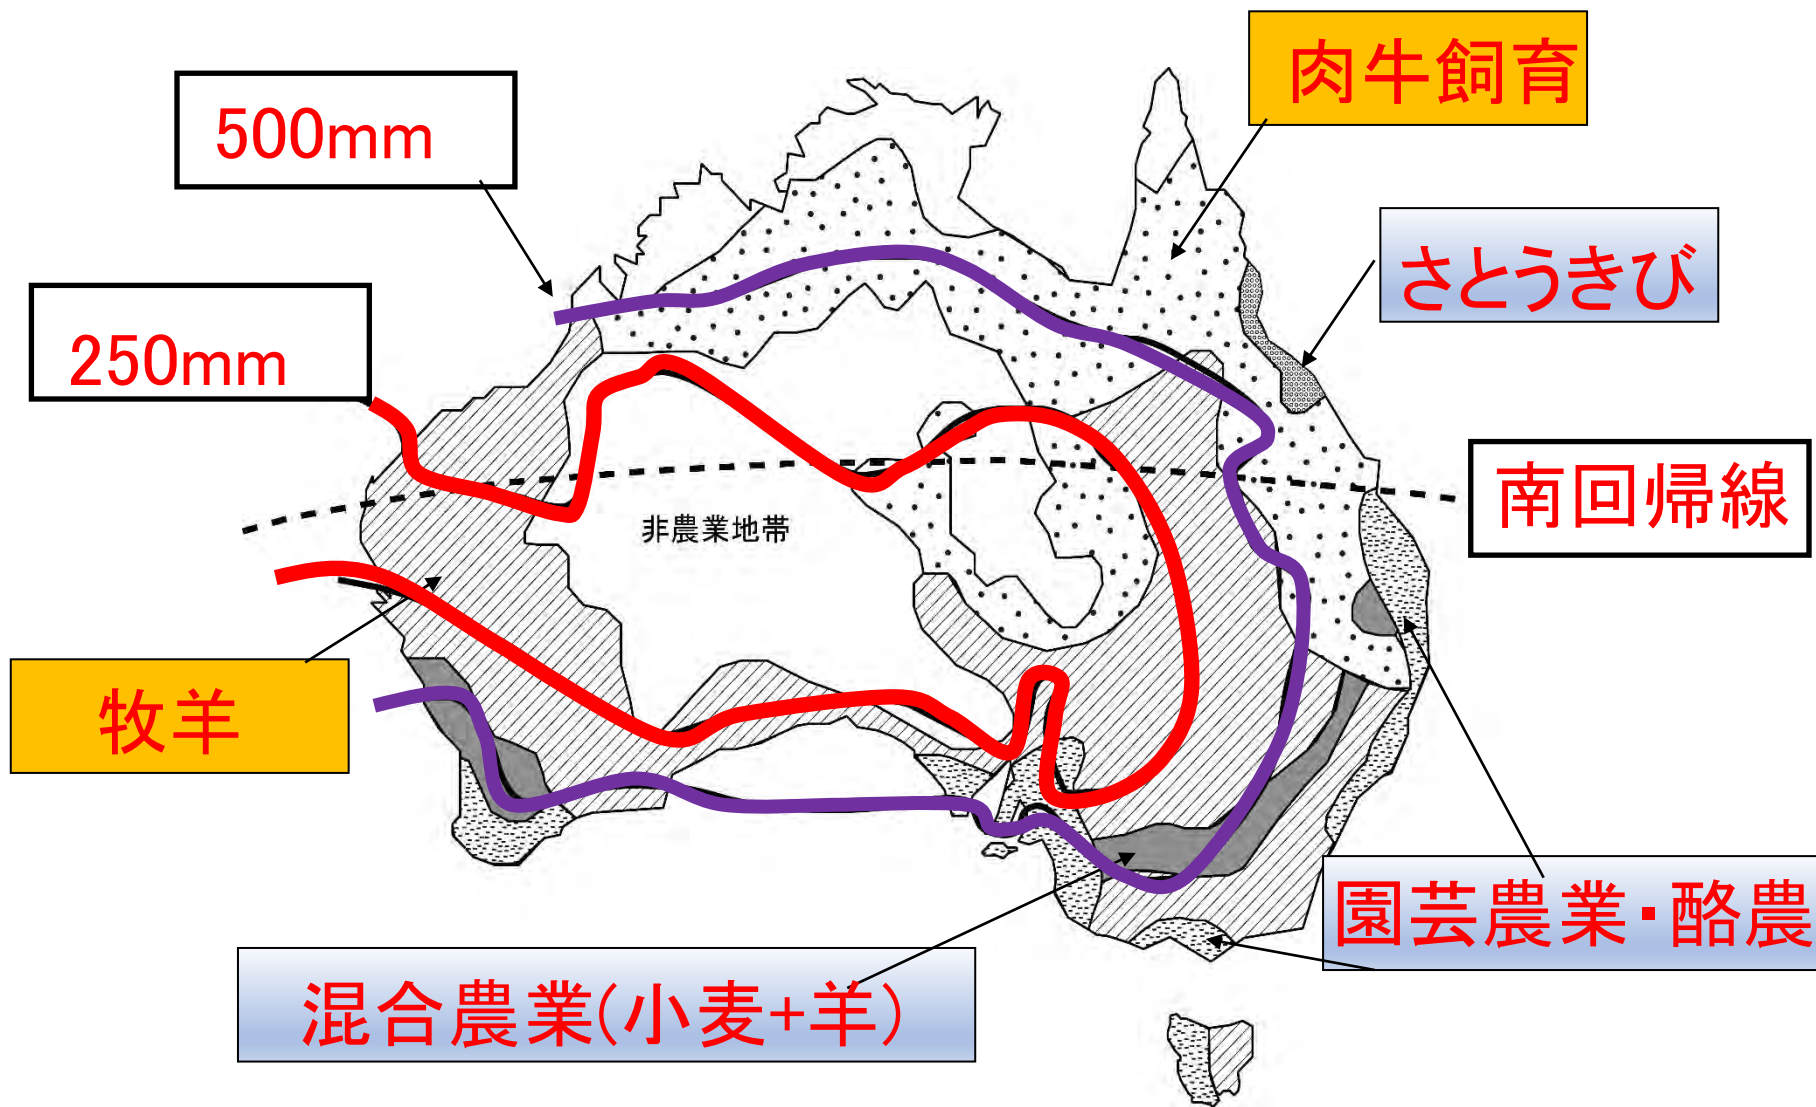 肉牛飼育
500mm
さとうきび
250mm
南回帰線
非農業地帯
牧羊
園芸農業・酪農
混合農業(小麦+羊)